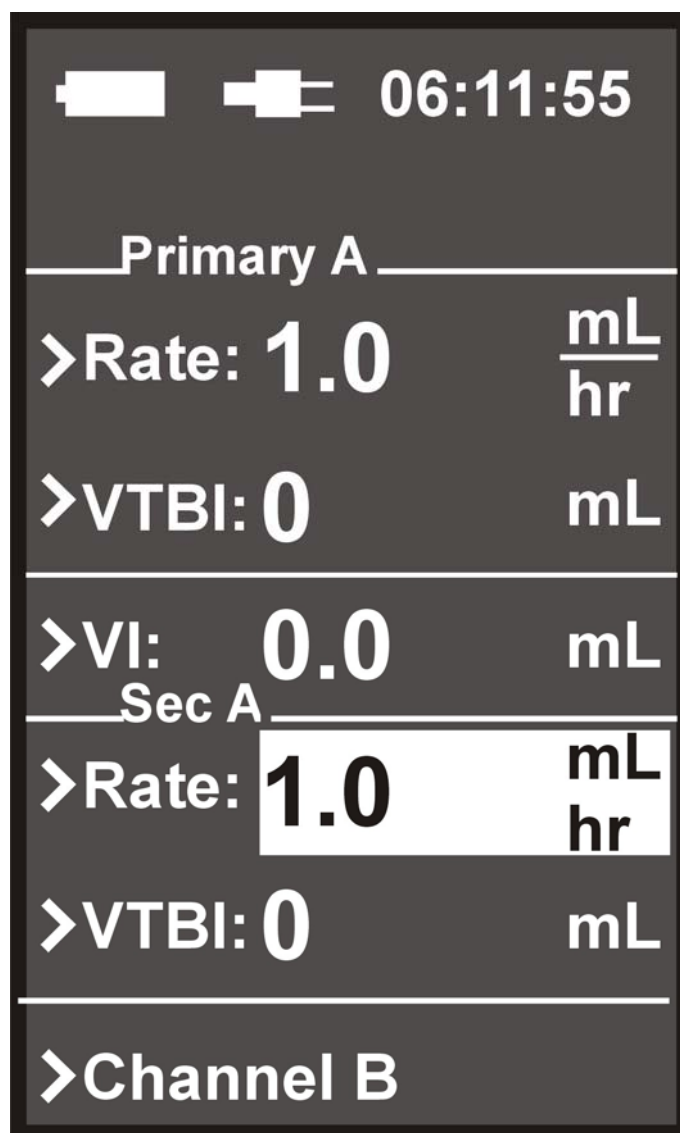 06:11:55
Primary A
>Rate: 1.0 mL/hr
>VTBI: 0 mL
>VI: 0.0 mL
Sec A
>Rate: 1.0 mL hr
>VTBI: 0 mL
>Channel B